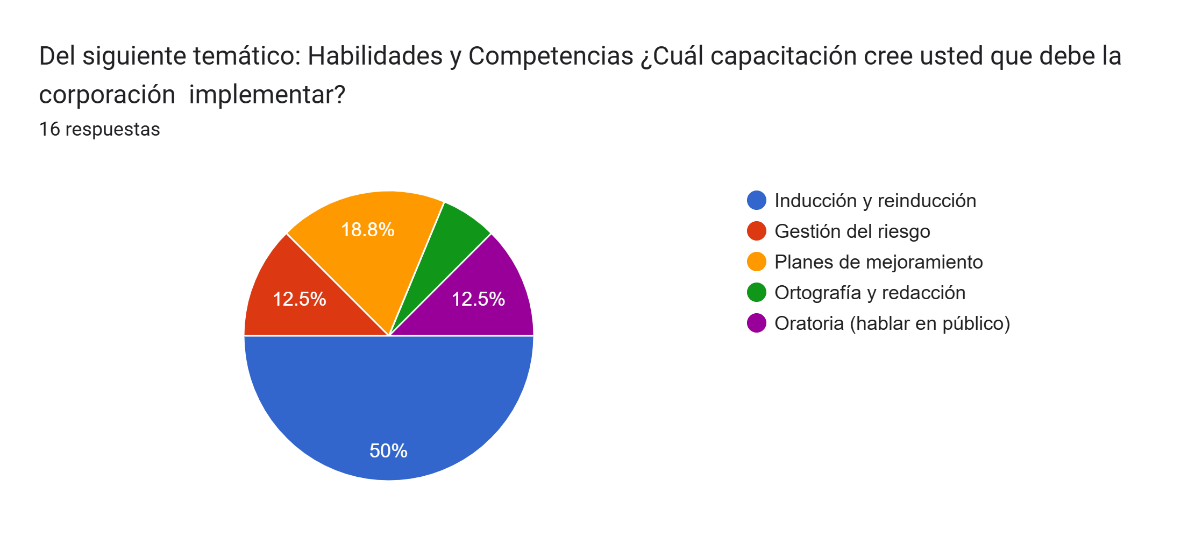 Del siguiente temático: Habilidades y Competencias ¿Cuál capacitación cree usted que debe la
corporación  implementar?
16 respuestas
18.8%
12.5%
12.5%
50%
Inducción y reinducción
Gestión del riesgo
Planes de mejoramiento
Ortografía y redacción
Oratoria (hablar en público)